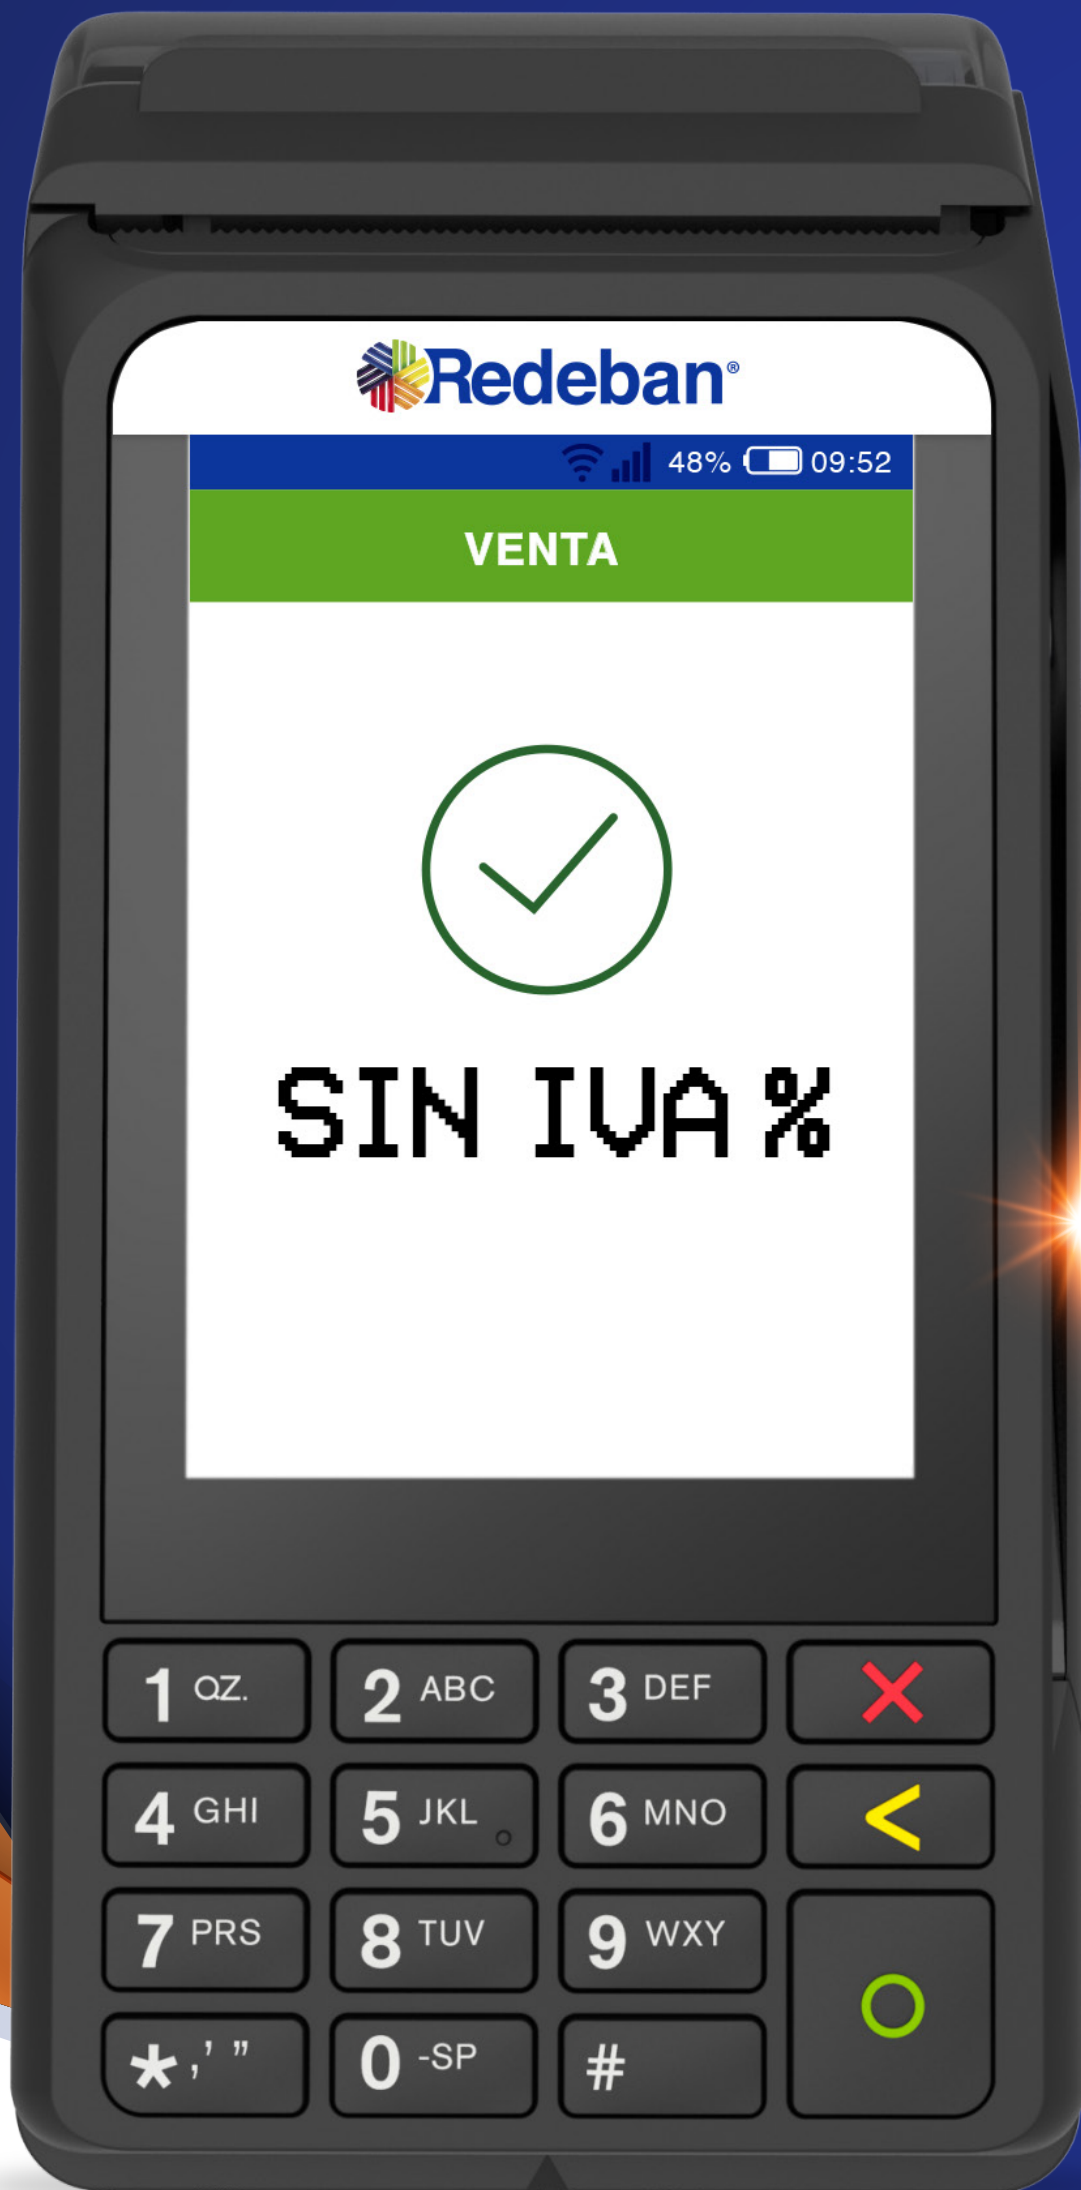 Redeban®
48% 09:52
VENTA
SIN IVA %
1 QZ. 2 ABC 3 DEF
4 GHI 5 JKL 6 MNO <
7 PRS 8 TUV 9 WXY
* ,' " 0 -SP #